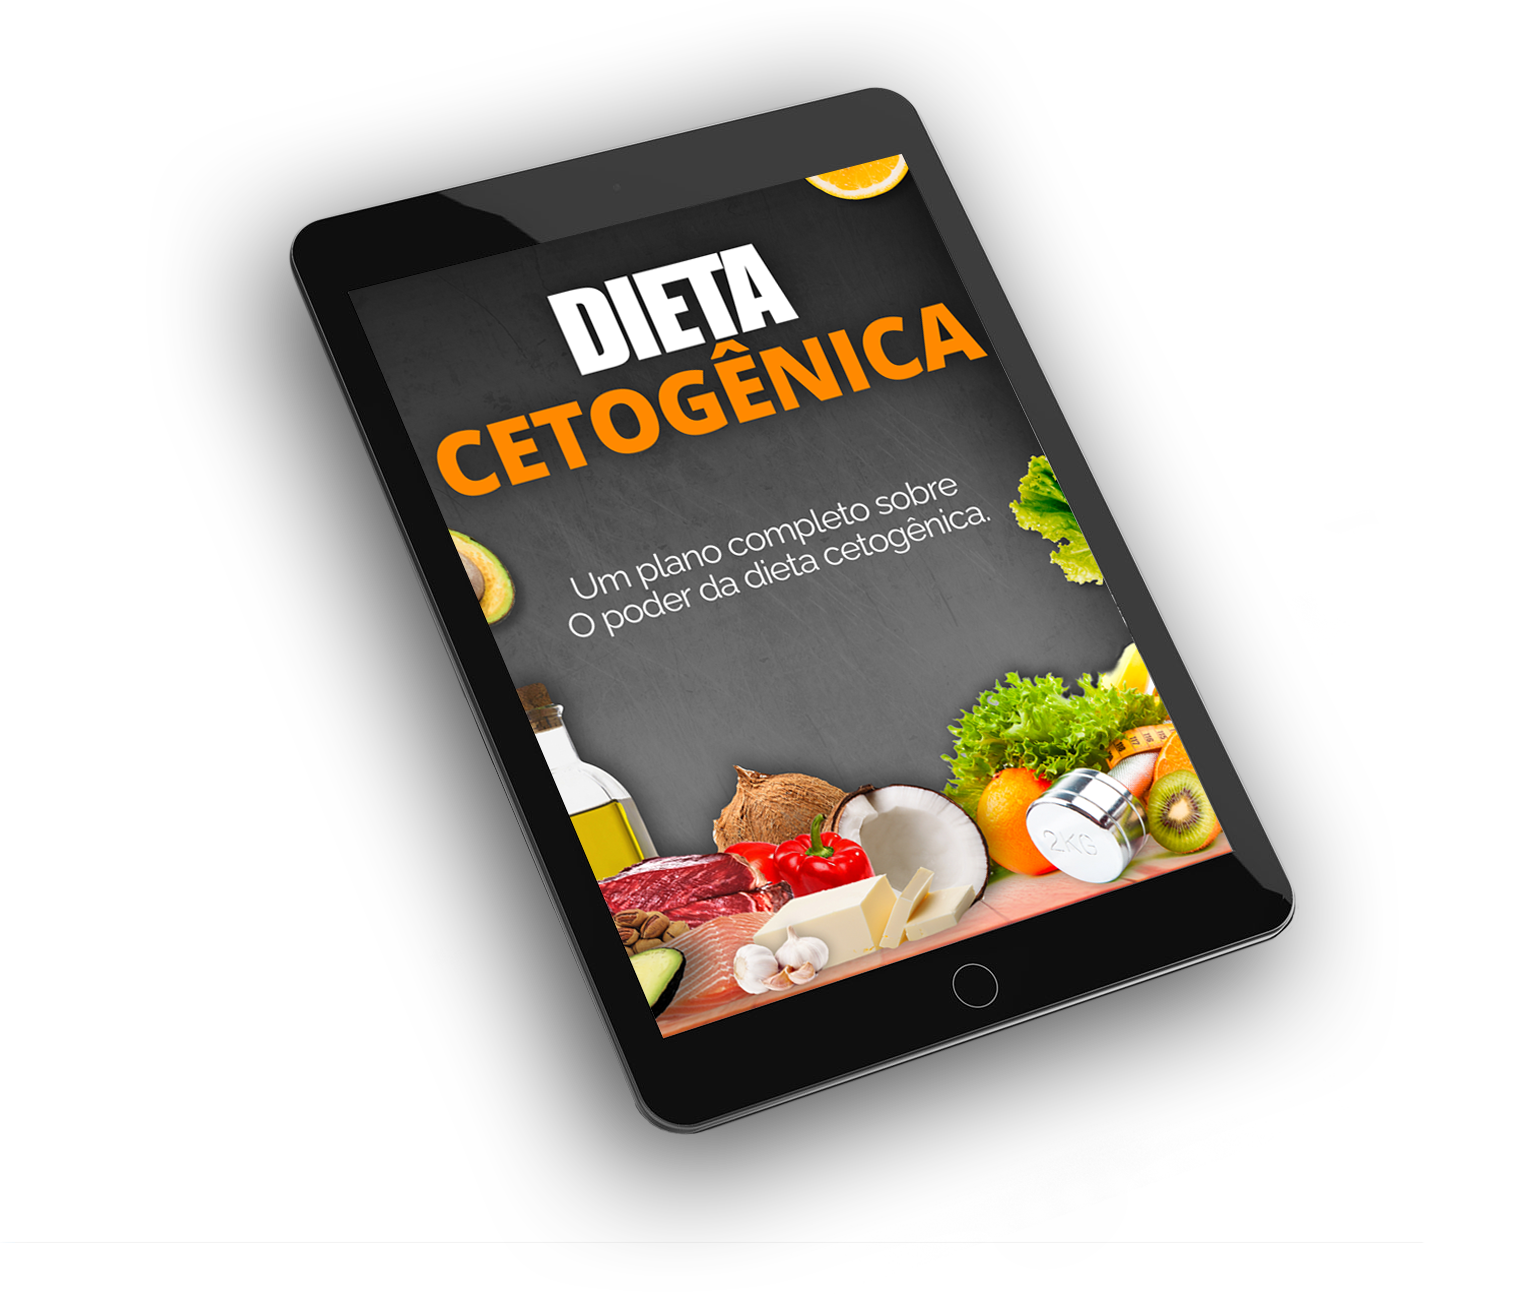 DIETA
CETOGÊNICA
Um plano completo sobre
O poder da dieta cetogênica.
2KG